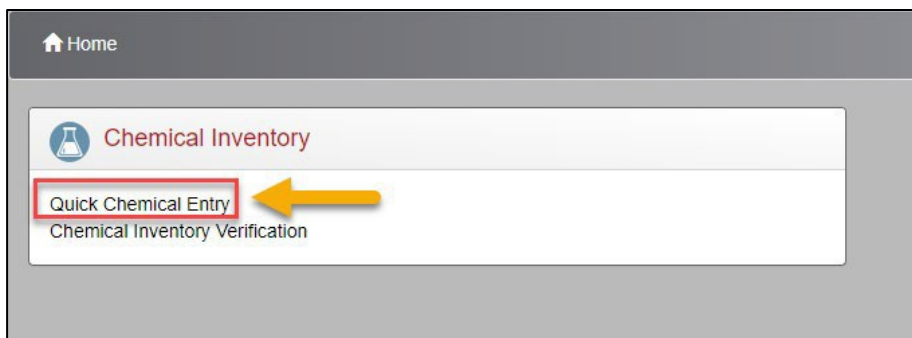 Home
Chemical Inventory
Quick Chemical Entry
Chemical Inventory Verification